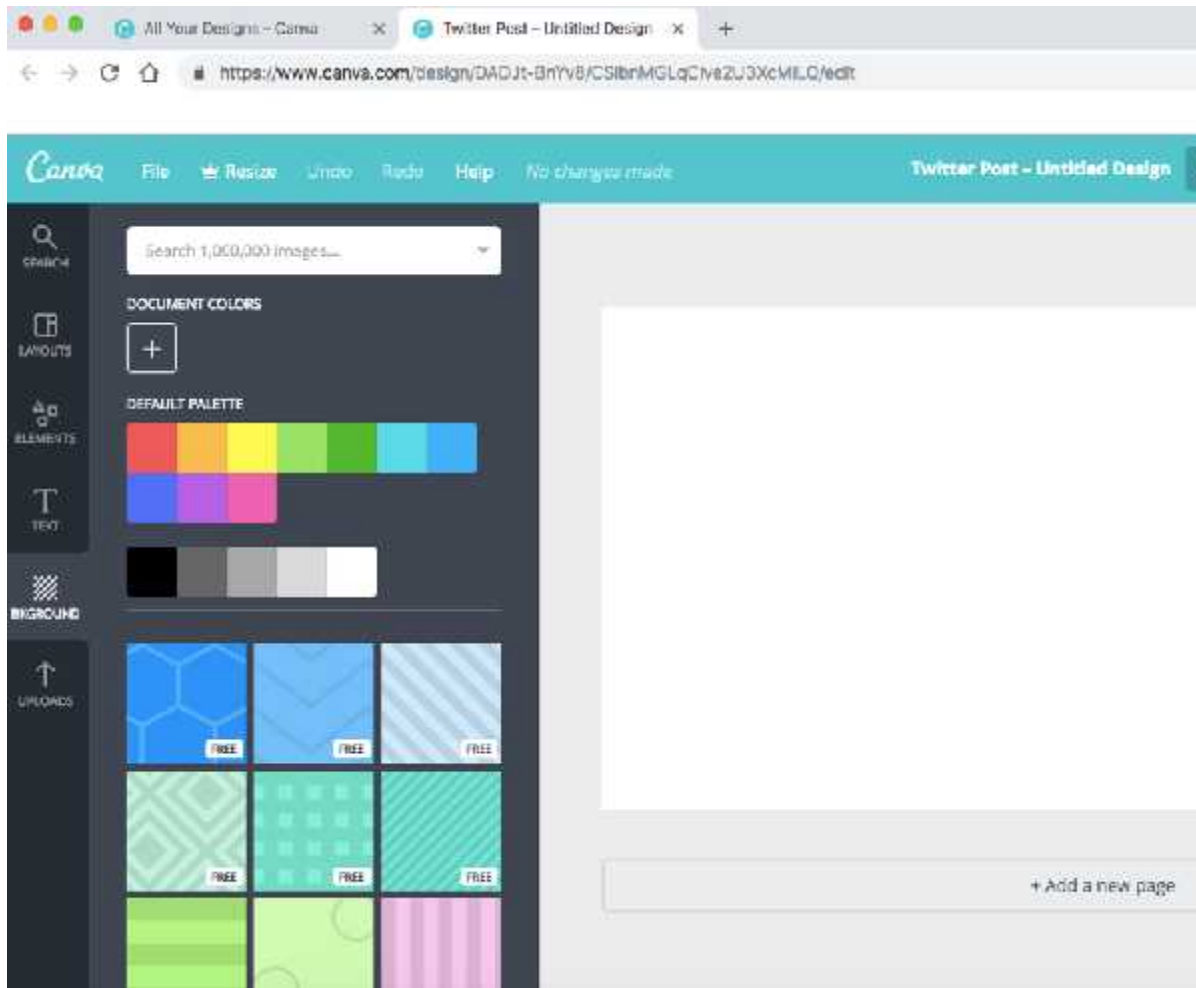 All Your Designs – Canva
Twitter Post – Untitled Design
https://www.canva.com/design/
Canva File Resize Undo Redo Help No changes made Twitter Post – Untitled Design
SEARCH
LAYOUTS
ELEMENTS
TEXT
BKGROUND
UPLOADS
Search 1,000,000 images...
DOCUMENT COLORS
DEFAULT PALETTE
FREE FREE FREE
FREE FREE FREE
+ Add a new page